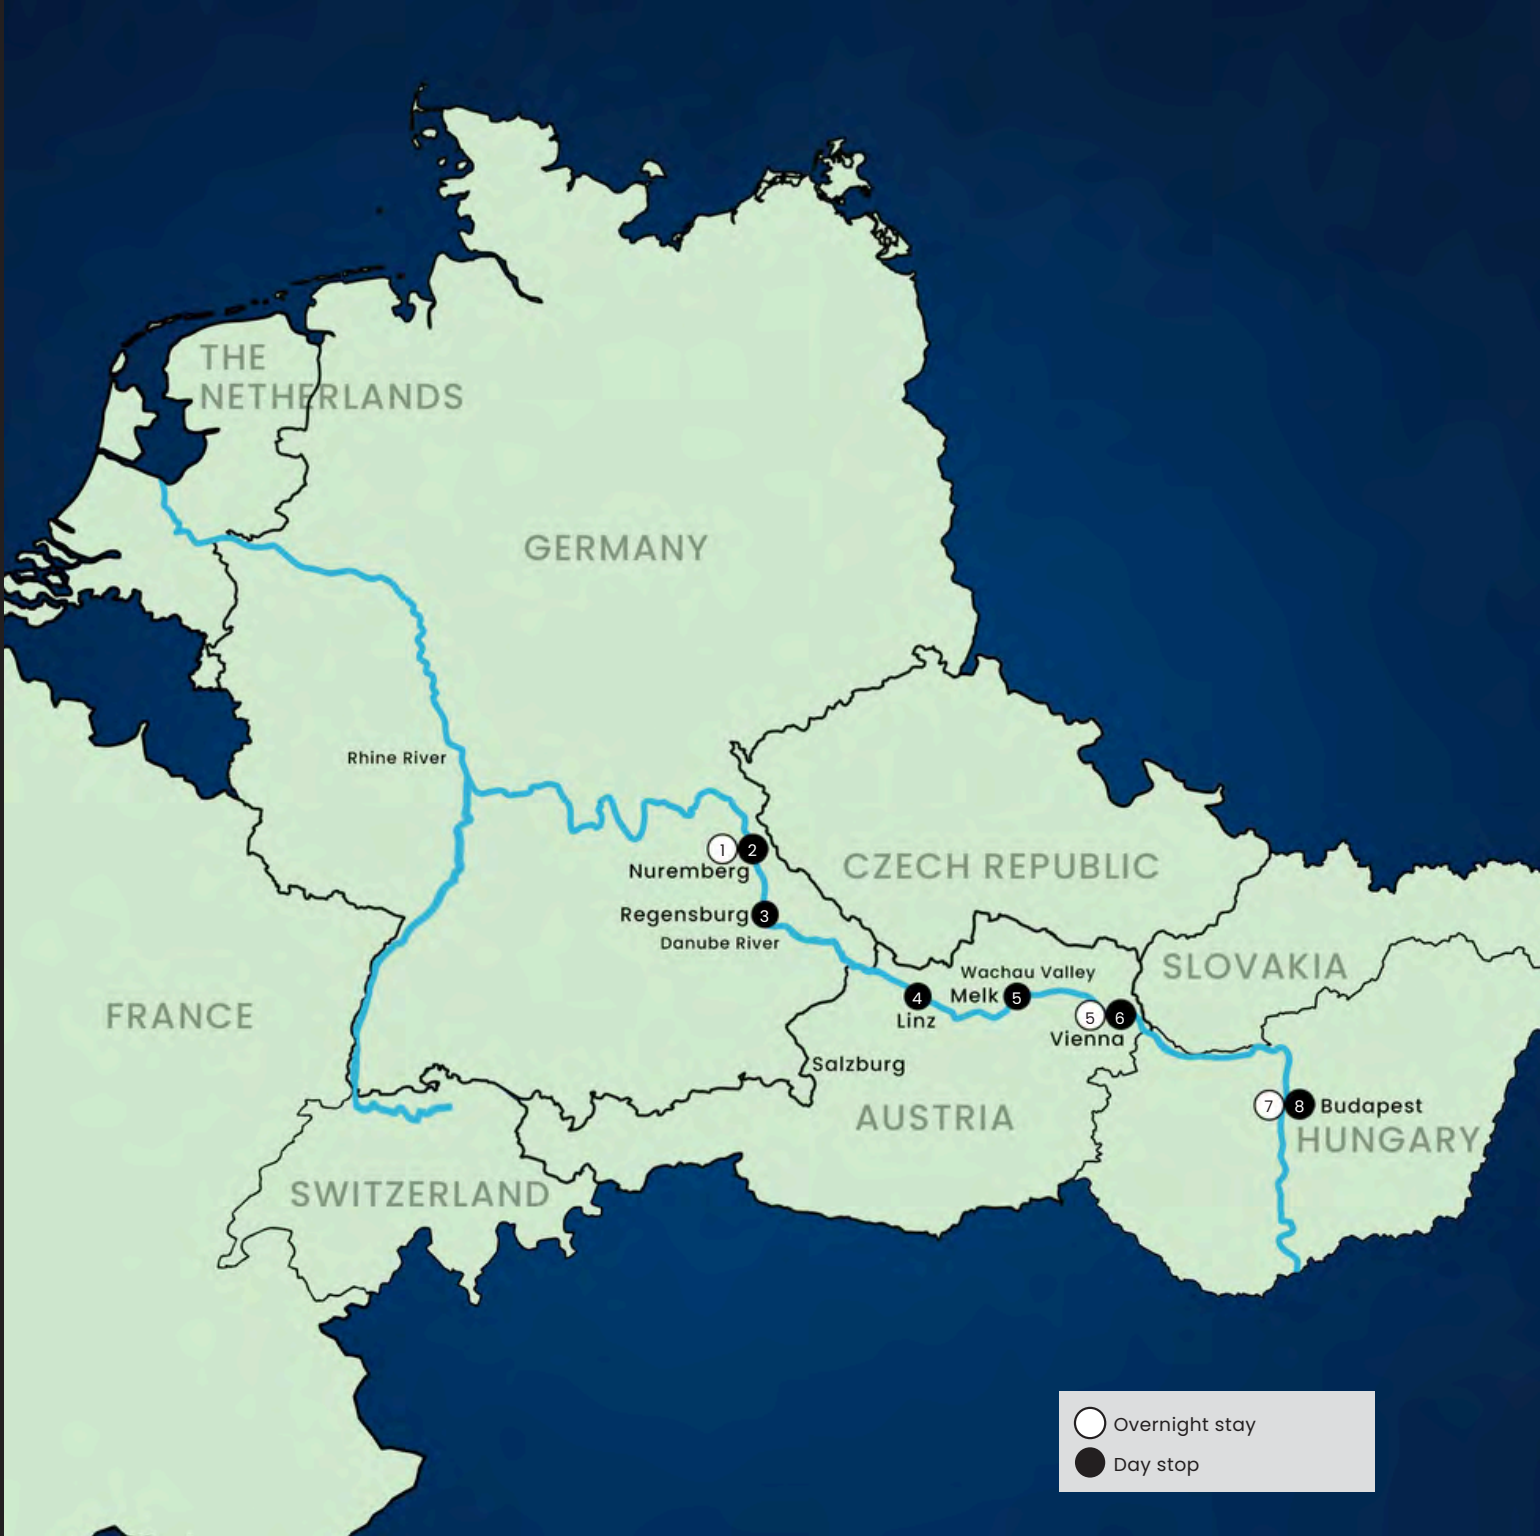 THE
NETHERLANDS
GERMANY
Rhine River
1 2
Nuremberg
CZECH REPUBLIC
Regensburg 3
Danube River
SLOVAKIA
Wachau Valley
4
Melk 5
Linz
5 6
Vienna
FRANCE
Salzburg
7 8 Budapest
AUSTRIA
HUNGARY
SWITZERLAND
Overnight stay
Day stop